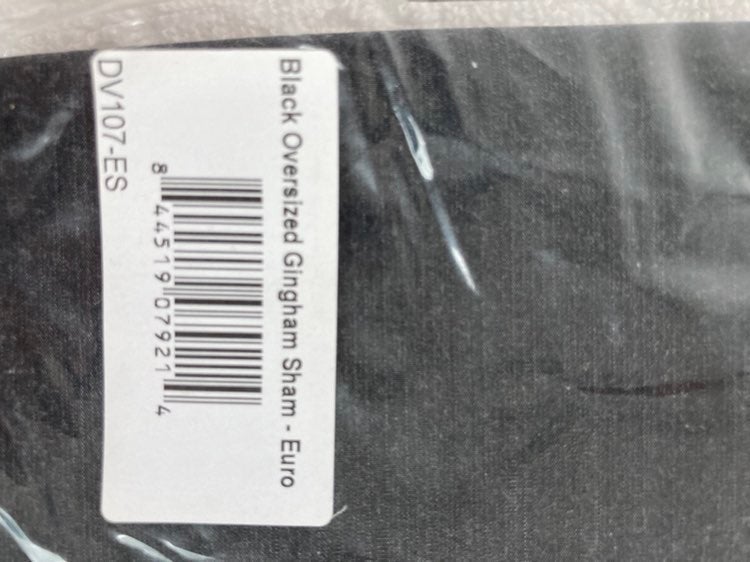 Black Oversized Gingham Sham - Euro
8 44519 07921 4
DV107-ES